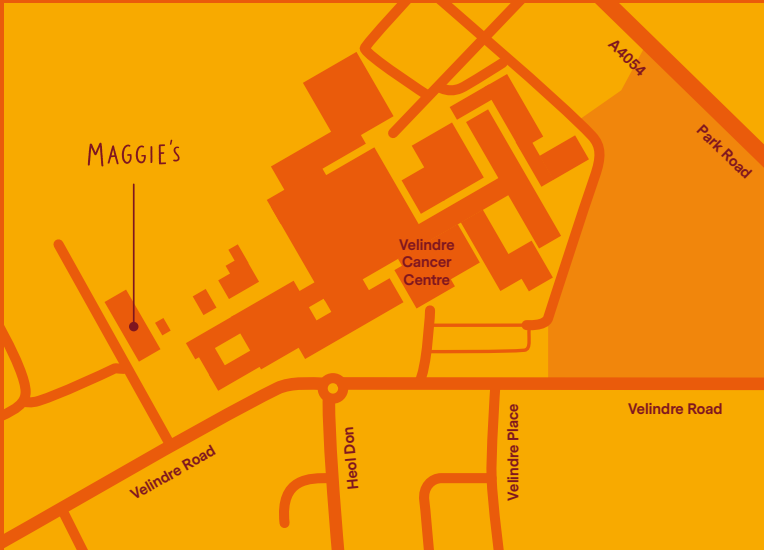 A4054
Park Road
MAGGIE'S
Velindre
Cancer
Centre
Velindre Road
Velindre Road
Heol Don
Velindre Place